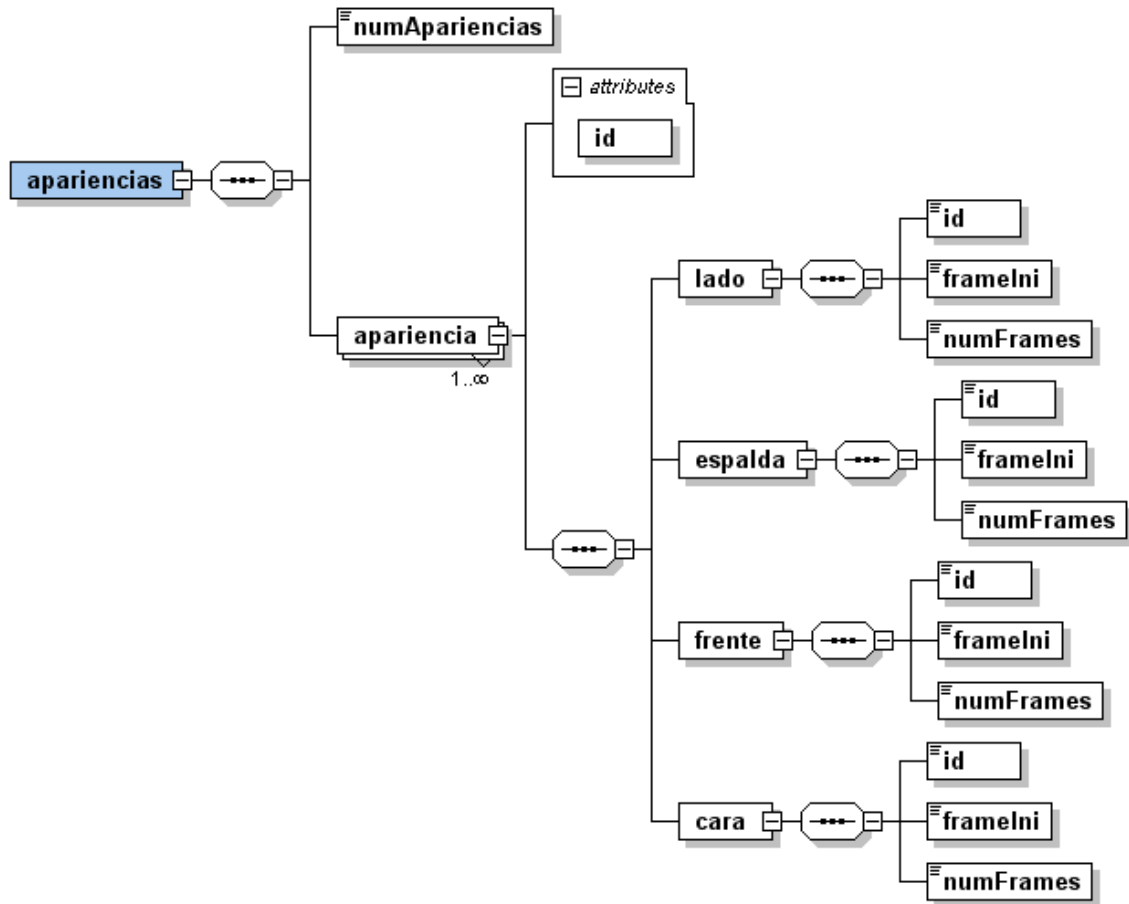 numApariencias
attributes
id
apariencias
apariencia
1..∞
lado
id
frameIni
numFrames
espalda
id
frameIni
numFrames
frente
id
frameIni
numFrames
cara
id
frameIni
numFrames